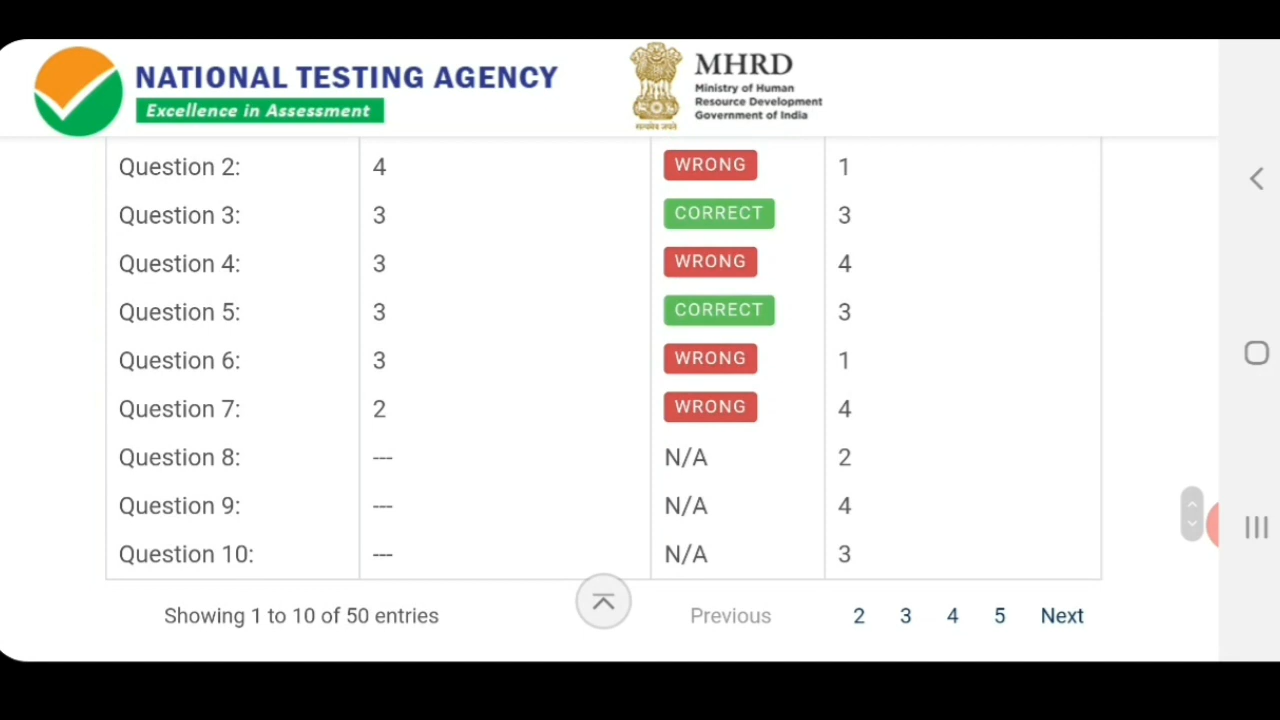 NATIONAL TESTING AGENCY
Excellence in Assessment
MHRD
Ministry of Human
Resource Development
Government of India
सत्यमेव जयते
Question 2: 4 WRONG 1
Question 3: 3 CORRECT 3
Question 4: 3 WRONG 4
Question 5: 3 CORRECT 3
Question 6: 3 WRONG 1
Question 7: 2 WRONG 4
Question 8: --- N/A 2
Question 9: --- N/A 4
Question 10: --- N/A 3
Showing 1 to 10 of 50 entries Previous 2 3 4 5 Next